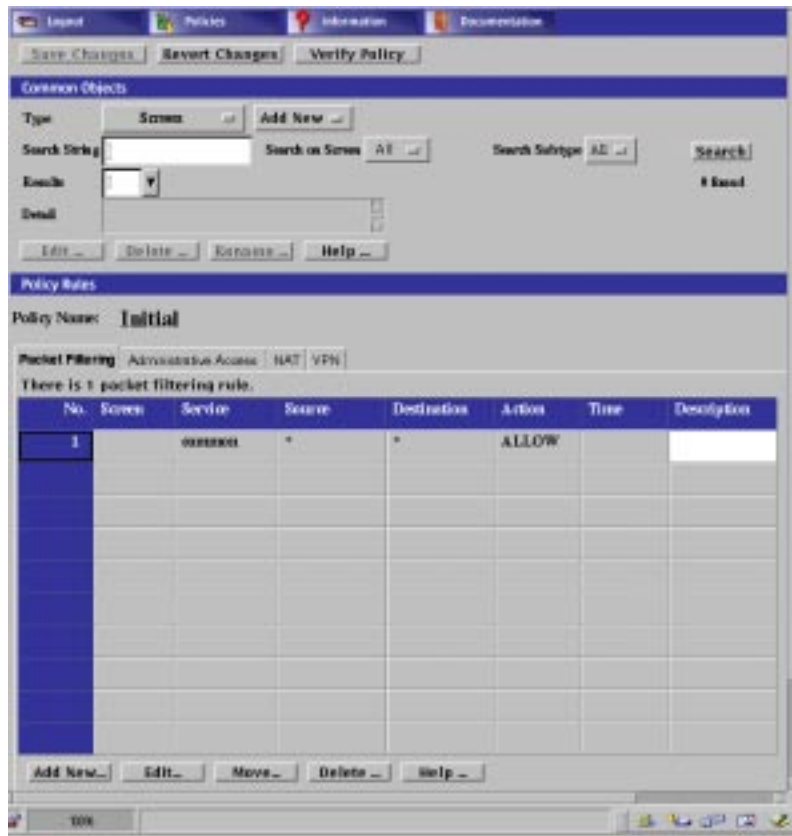 Logout Policies Information Documentation
Save Changes Revert Changes Verify Policy
Common Objects
Type Screen Add New
Search String Search on Screen All Search Subtype All Search
Results # Found
Detail
Edit ... Delete ... Rename ... Help ...
Policy Rules
Policy Name: Initial
Packet Filtering Administrative Access NAT VPN
There is 1 packet filtering rule.
No. Screen Service Source Destination Action Time Description
1 common * * ALLOW
Add New... Edit... Move... Delete ... Help ...
100%